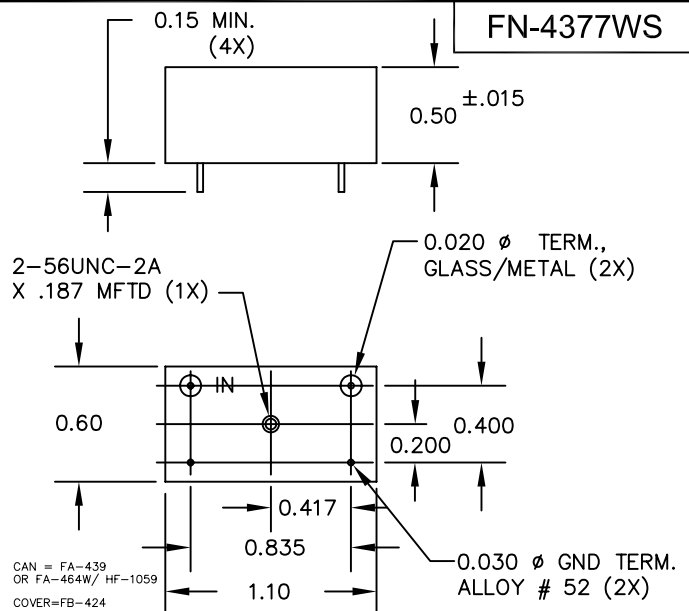 FN-4377WS
0.15 MIN.
(4X)
0.50 ±.015
0.020 ø TERM.,
GLASS/METAL (2X)
2-56UNC-2A
X .187 MFTD (1X)
IN
0.60
0.400
0.200
0.417
0.835
1.10
0.030 ø GND TERM.
ALLOY # 52 (2X)
CAN = FA-439
OR FA-464W/ HF-1059
COVER=FB-424